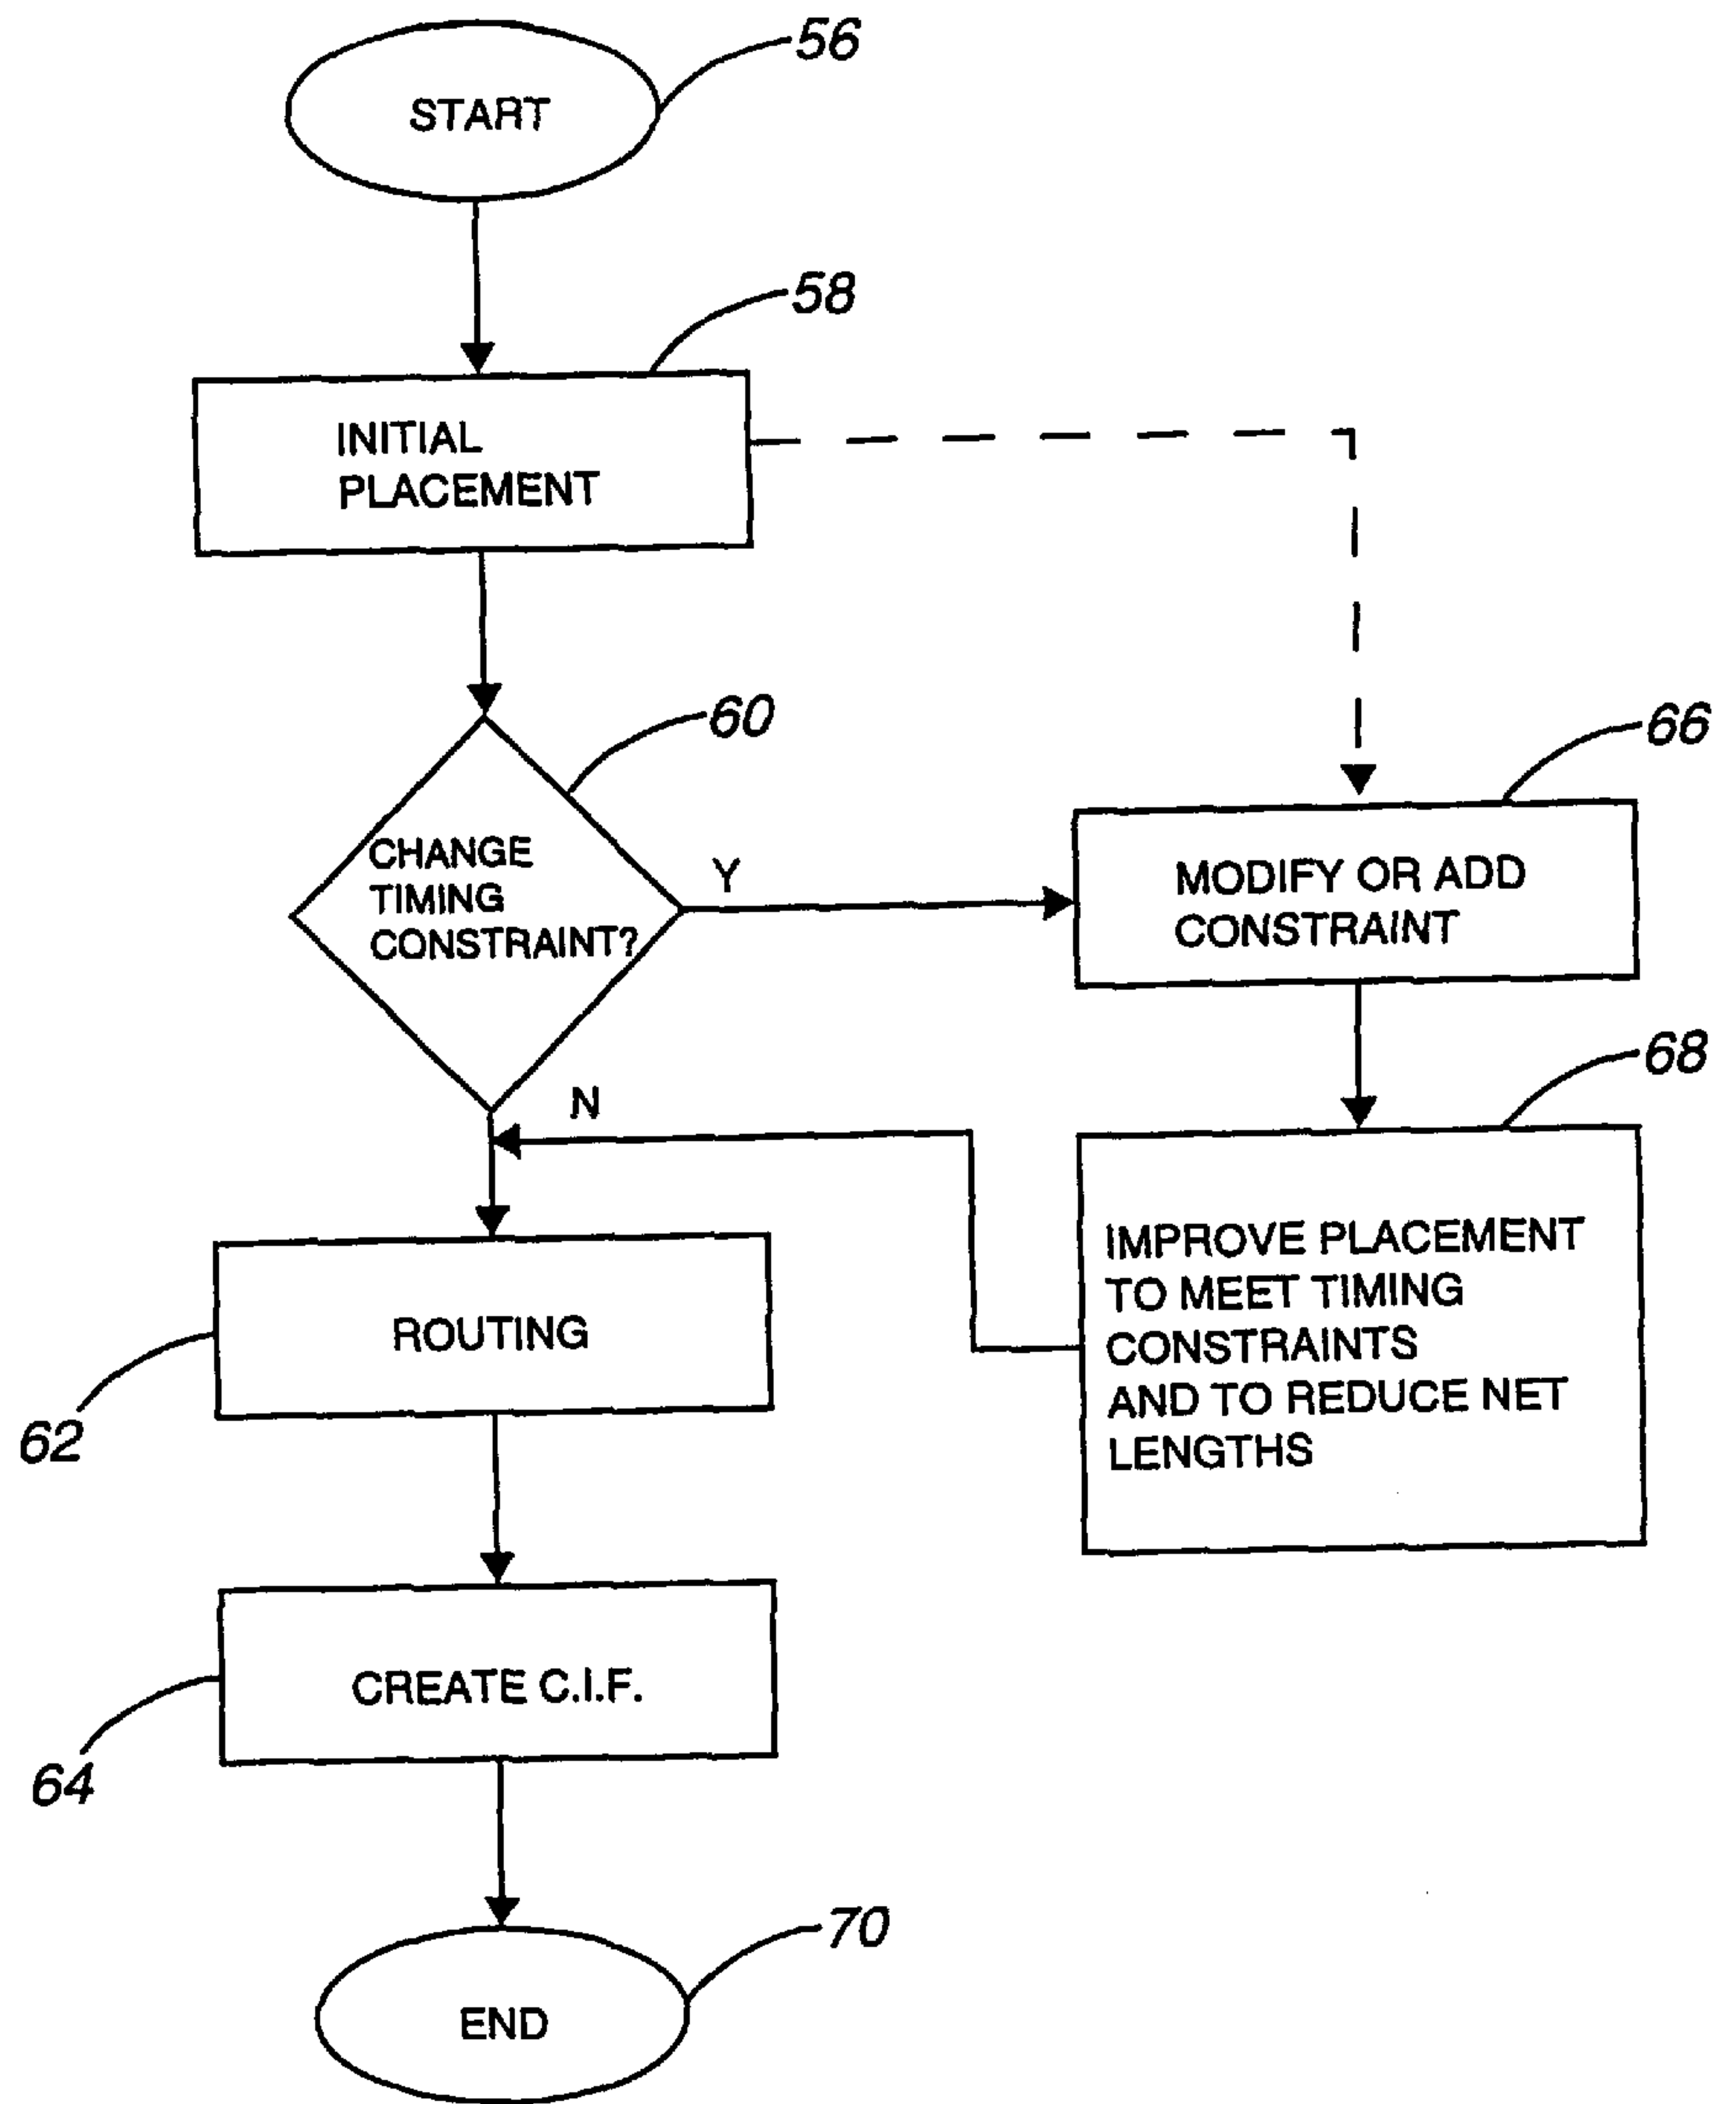 56
START
58
INITIAL
PLACEMENT
60
CHANGE
TIMING
CONSTRAINT?
Y
66
MODIFY OR ADD
CONSTRAINT
N
68
IMPROVE PLACEMENT
TO MEET TIMING
CONSTRAINTS
AND TO REDUCE NET
LENGTHS
ROUTING
62
CREATE C.I.F.
64
70
END